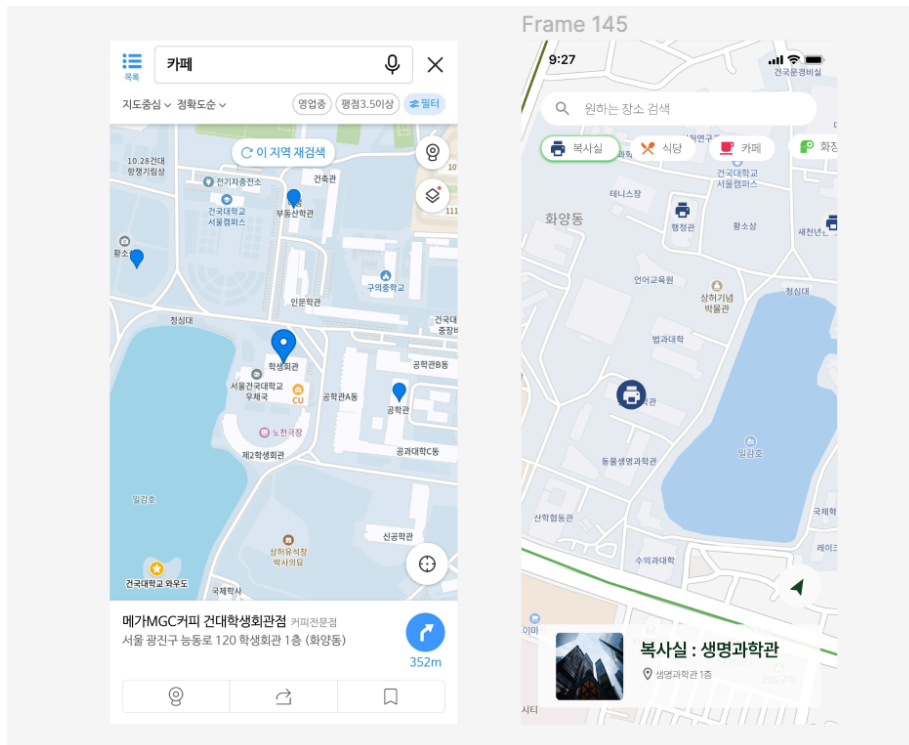 Frame 145
목록
카페
지도중심
정확도순
영업중
평점3.5이상
필터
이 지역 재검색
10.28건대
항쟁기림상
전기차충전소
건축관
건국대학교
서울캠퍼스
부동산학관
황소
구의중학교
인문학관
청심대
건국대
학생회관
서울건국대학교
우체국
CU
공학관A동
공학관B동
공학관
노천극장
제2학생회관
공과대학C동
일감호
상허유석창
박사의묘
신공학관
건국대학교 와우도
국제학사
메가MGC커피 건대학생회관점 커피전문점
서울 광진구 능동로 120 학생회관 1층 (화양동)
352m
9:27
건국문경비실
원하는 장소 검색
복사실
식당
카페
화장
건국대학교
서울캠퍼스
테니스장
화양동
행정관
황소상
새천년
언어교육원
상허기념
박물관
청심대
법과대학
일감호
동물생명과학관
산학협동관
국제학
수의과대학
레이크
이마
복사실 : 생명과학관
생명과학관 1층
시티